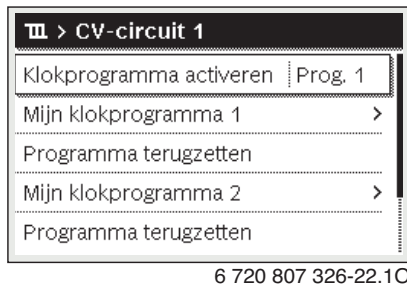 > CV-circuit 1
Klokprogramma activeren Prog. 1
Mijn klokprogramma 1 >
Programma terugzetten
Mijn klokprogramma 2 >
Programma terugzetten
6 720 807 326-22.1O